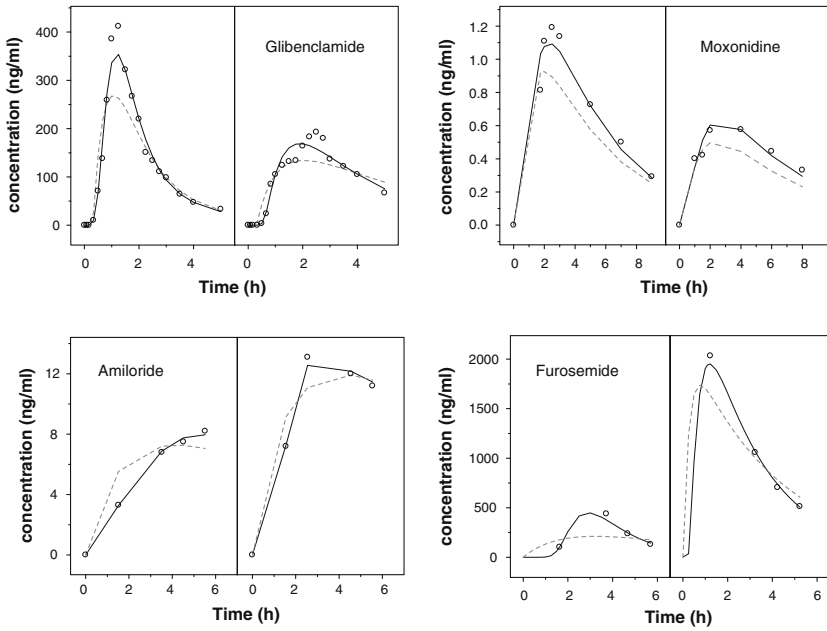 400
300
200
100
0
concentration (ng/ml)
Glibenclamide
0 2 4 0 2 4
Time (h)
1.2
1.0
0.8
0.6
0.4
0.2
0.0
concentration (ng/ml)
Moxonidine
0 2 4 6 8 0 2 4 6 8
Time (h)
12
8
4
0
concentration (ng/ml)
Amiloride
0 2 4 6 0 2 4 6
Time (h)
2000
1500
1000
500
0
concentration (ng/ml)
Furosemide
0 2 4 6 0 2 4 6
Time (h)